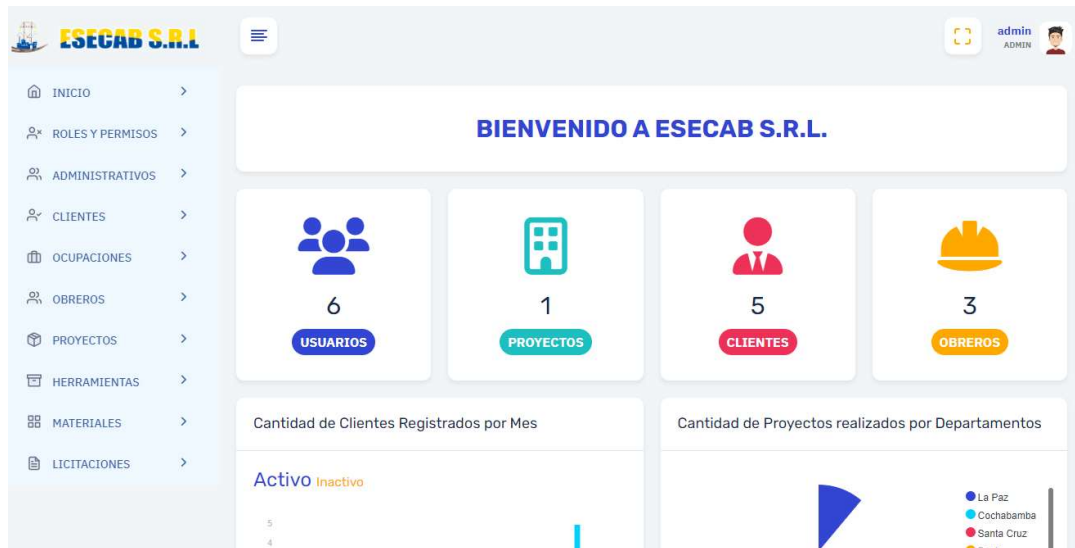 ESECAB S.R.L
admin
ADMIN
INICIO
ROLES Y PERMISOS
ADMINISTRATIVOS
CLIENTES
OCUPACIONES
OBREROS
PROYECTOS
HERRAMIENTAS
MATERIALES
LICITACIONES
BIENVENIDO A ESECAB S.R.L.
6
USUARIOS
1
PROYECTOS
5
CLIENTES
3
OBREROS
Cantidad de Clientes Registrados por Mes
Activo Inactivo
5
4
Cantidad de Proyectos realizados por Departamentos
La Paz
Cochabamba
Santa Cruz